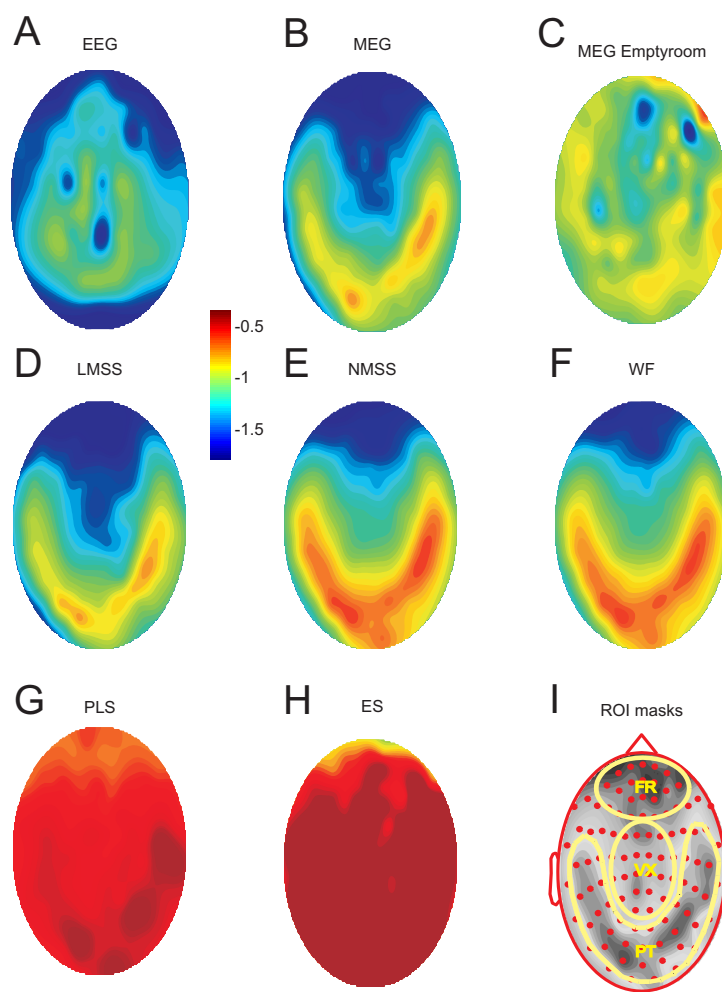 A
EEG
B
MEG
C
MEG Emptyroom
D
LMSS
-0.5
-1
-1.5
E
NMSS
F
WF
G
PLS
H
ES
I
ROI masks
FR
VX
PT